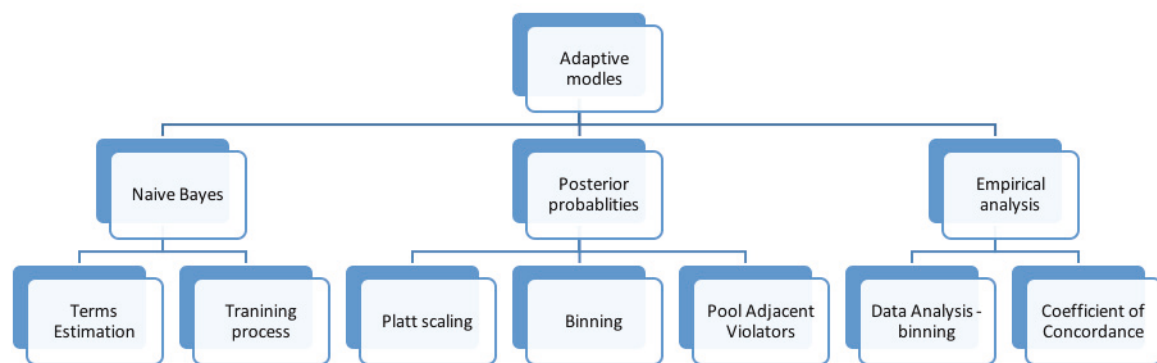 Adaptive
modles
Naive Bayes
Posterior
probablities
Empirical
analysis
Terms
Estimation
Tranining
process
Platt scaling
Binning
Pool Adjacent
Violators
Data Analysis -
binning
Coefficient of
Concordance